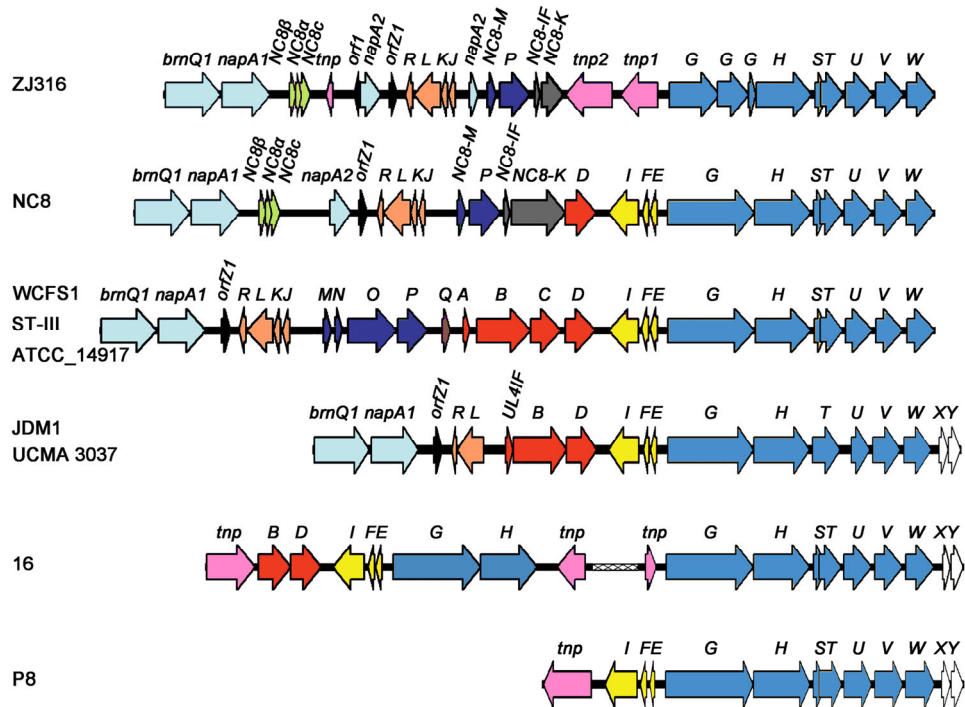 brnQ1 napA1 NC8β NC8α NC8c tnp orf1 napA2 orfZ1 R L K J napA2 NC8-M P NC8-IF NC8-K tnp2 tnp1 G G G H ST U V W
ZJ316
brnQ1 napA1 NC8β NC8α NC8c napA2 orfZ1 R L KJ NC8-M P NC8-IF NC8-K D I FE G H ST U V W
NC8
WCFS1
brnQ1 napA1 orfZ1 R L KJ MN O P Q A B C D I FE G H ST U V W
ST-III
ATCC_14917
brnQ1 napA1 orfZ1 R L UL4IF B D I FE G H T U V W XY
JDM1
UCMA 3037
tnp B D I FE G H tnp tnp G H ST U V W XY
16
tnp I FE G H ST U V W XY
P8